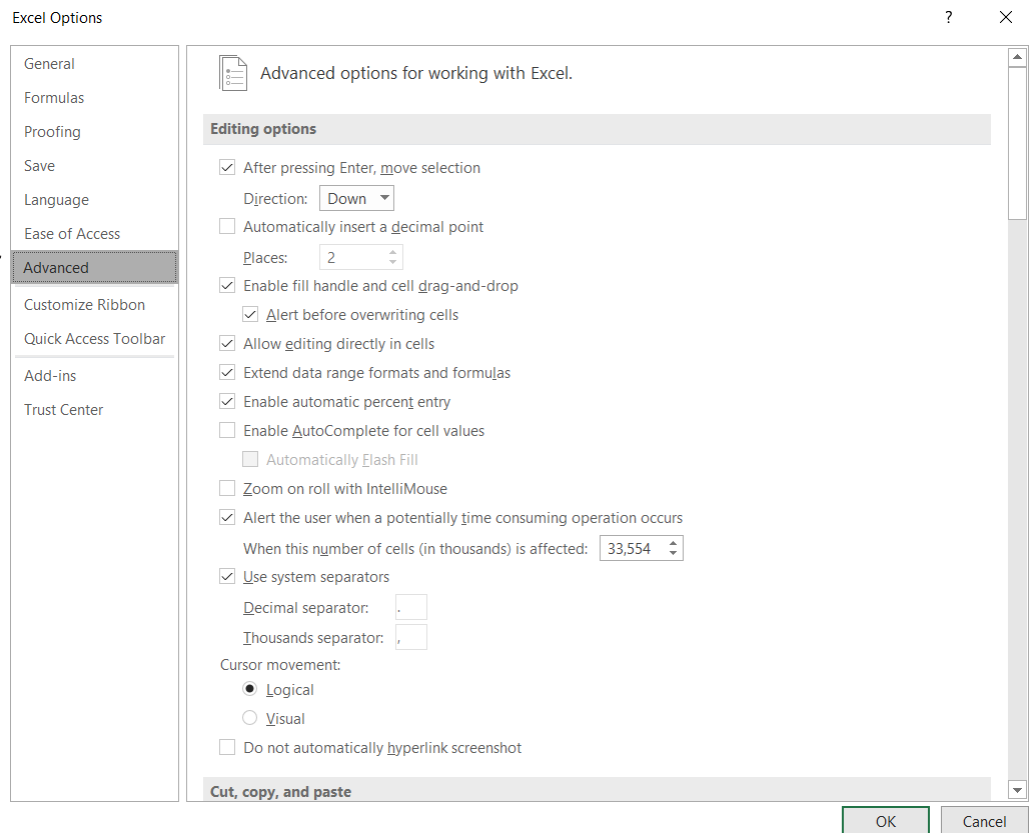 Excel Options
?
General
Formulas
Proofing
Save
Language
Ease of Access
Advanced
Customize Ribbon
Quick Access Toolbar
Add-ins
Trust Center
Advanced options for working with Excel.
Editing options
After pressing Enter, move selection
Direction: Down
Automatically insert a decimal point
Places: 2
Enable fill handle and cell drag-and-drop
Alert before overwriting cells
Allow editing directly in cells
Extend data range formats and formulas
Enable automatic percent entry
Enable AutoComplete for cell values
Automatically Flash Fill
Zoom on roll with IntelliMouse
Alert the user when a potentially time consuming operation occurs
When this number of cells (in thousands) is affected: 33,554
Use system separators
Decimal separator: .
Thousands separator: ,
Cursor movement:
Logical
Visual
Do not automatically hyperlink screenshot
Cut, copy, and paste
OK Cancel